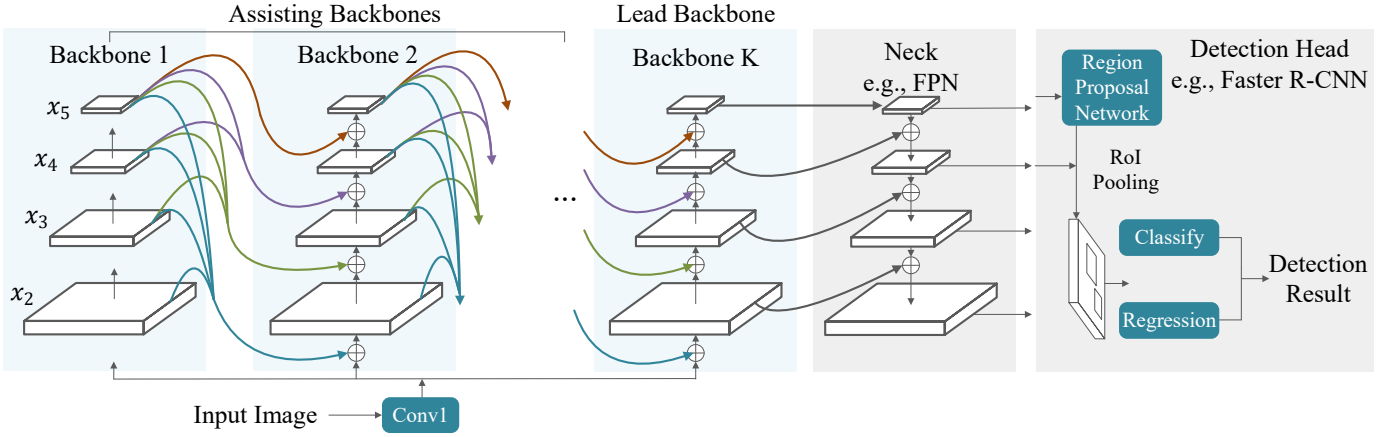 Assisting Backbones
Lead Backbone
Backbone 1
Backbone 2
Backbone K
Neck
e.g., FPN
Detection Head
e.g., Faster R-CNN
x5
x4
x3
x2
...
Region
Proposal
Network
RoI
Pooling
Classify
Regression
Detection
Result
Input Image
Conv1